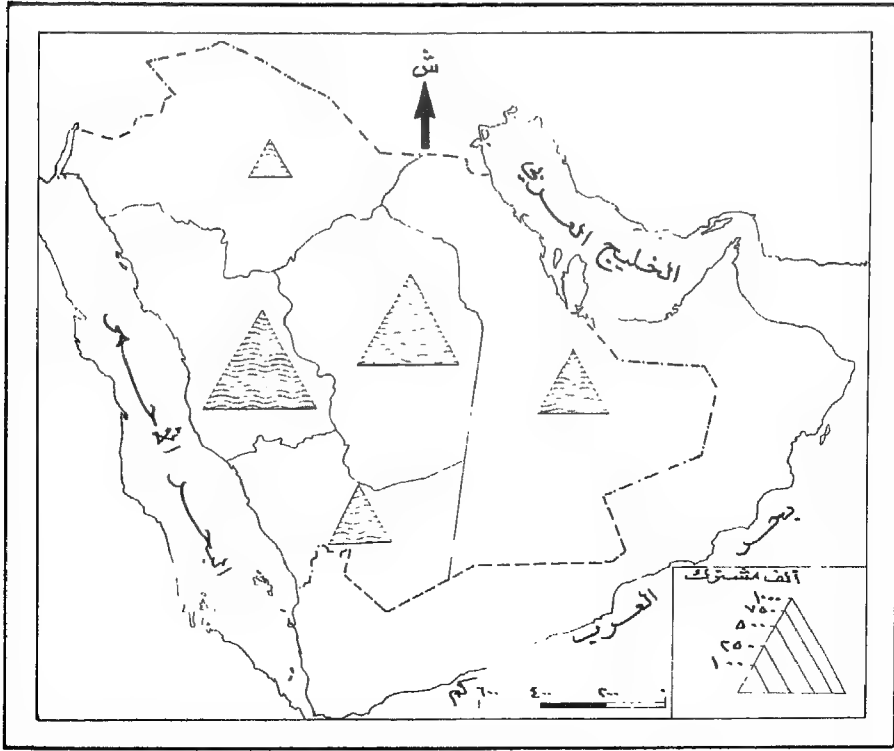 ش
الخليج العربي
البحر الأحمر
بحر
العرب
ألف مشترك
١٠٠٠
٧٥٠
٥٠٠
٢٥٠
١٠٠
٠ ٢٠٠ ٤٠٠ ٦٠٠ كم